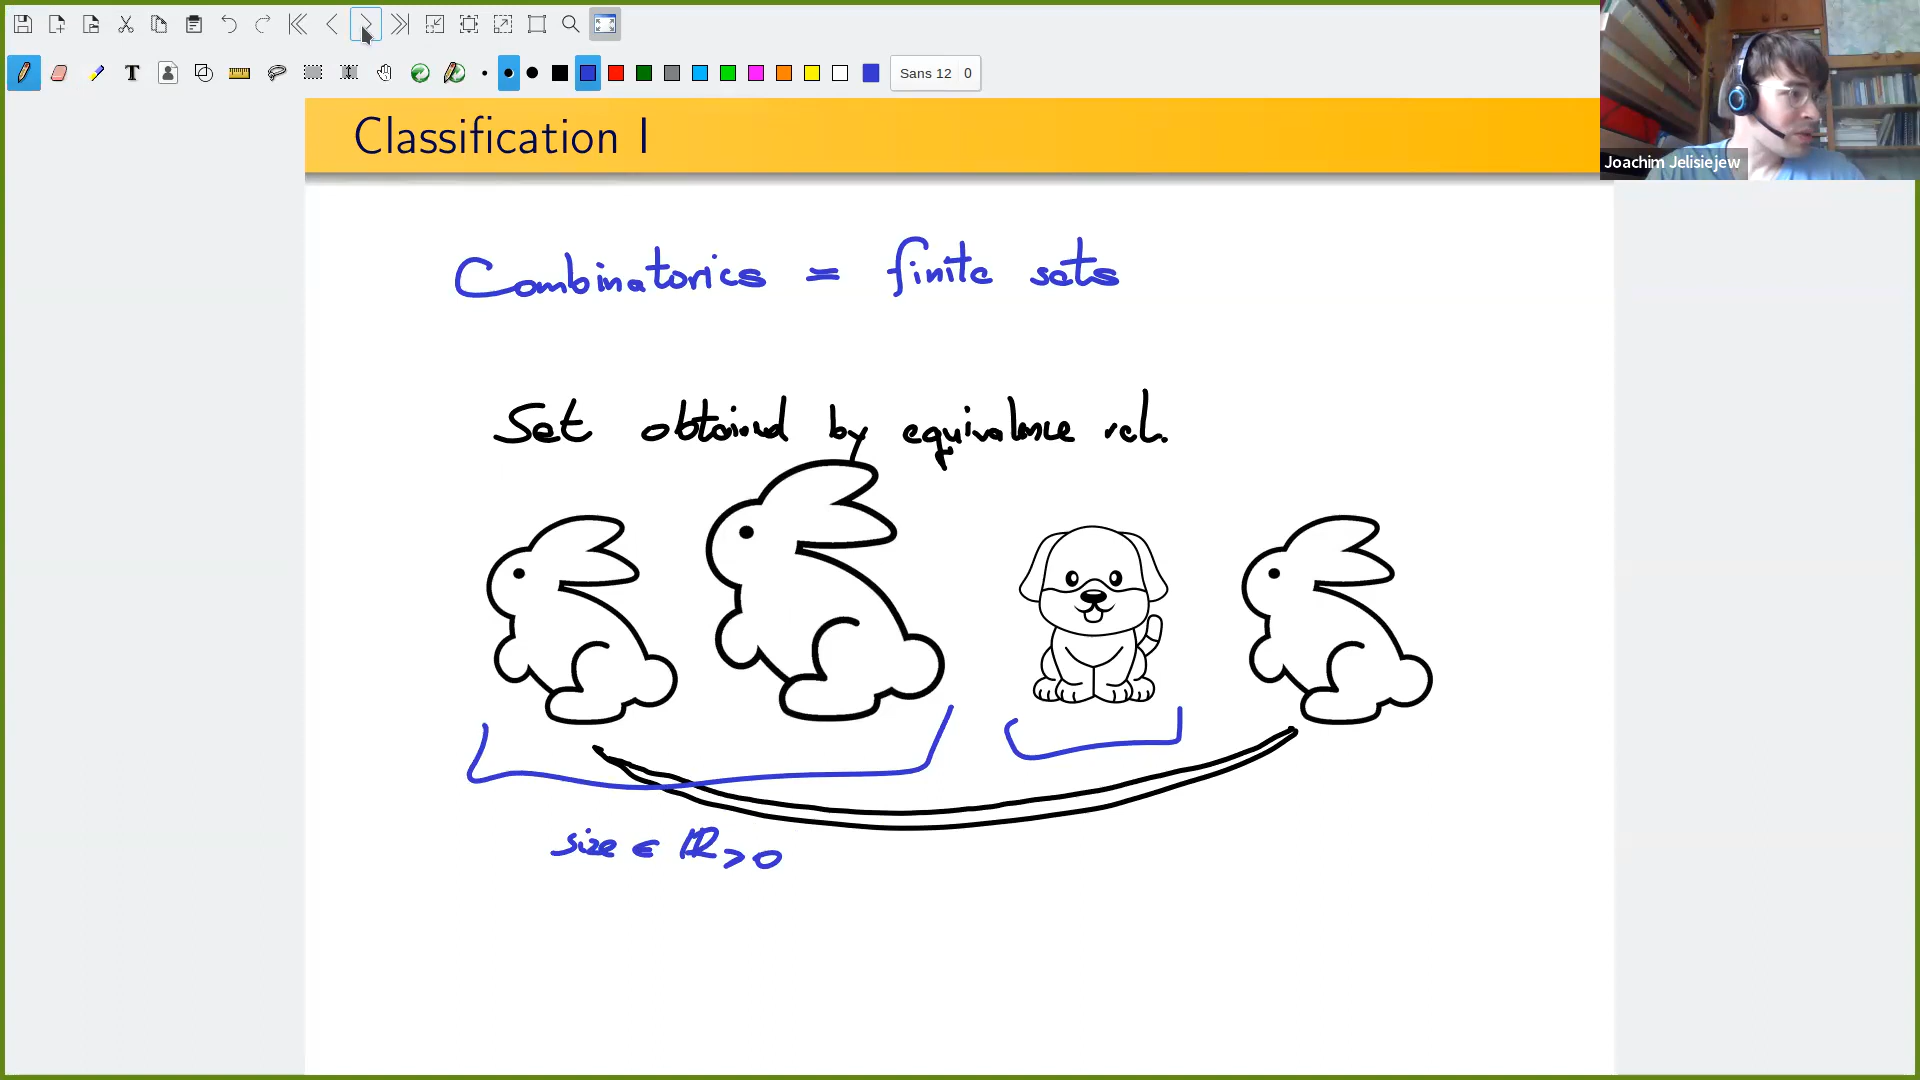 T
Sans 12 0
Joachim Jelisiejew
Classification I
Combinatorics = finite sets
Set obtained by equivalence rel.
size ∈ ℝ>0